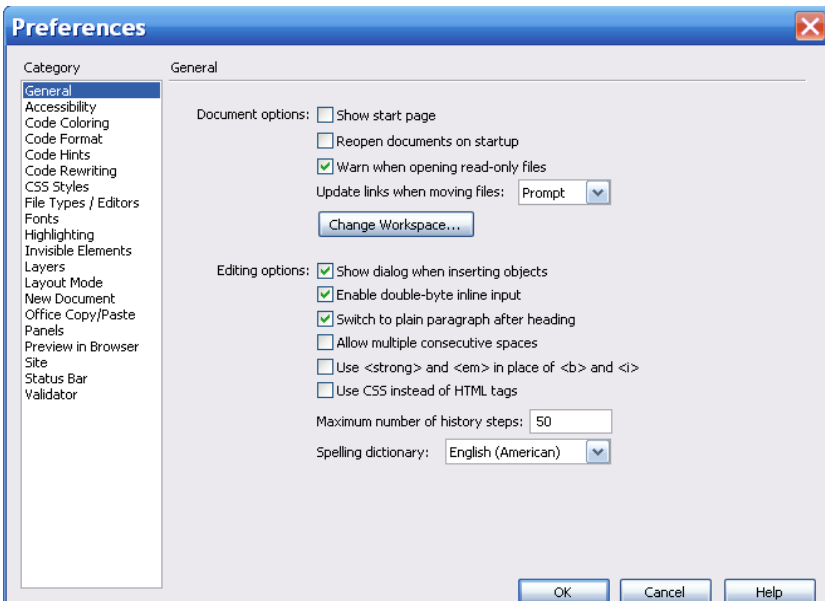 Preferences
Category
General
Accessibility
Code Coloring
Code Format
Code Hints
Code Rewriting
CSS Styles
File Types / Editors
Fonts
Highlighting
Invisible Elements
Layers
Layout Mode
New Document
Office Copy/Paste
Panels
Preview in Browser
Site
Status Bar
Validator
General
Document options: Show start page
Reopen documents on startup
Warn when opening read-only files
Update links when moving files: Prompt
Change Workspace...
Editing options: Show dialog when inserting objects
Enable double-byte inline input
Switch to plain paragraph after heading
Allow multiple consecutive spaces
Use <strong> and <em> in place of <b> and <i>
Use CSS instead of HTML tags
Maximum number of history steps: 50
Spelling dictionary: English (American)
OK Cancel Help